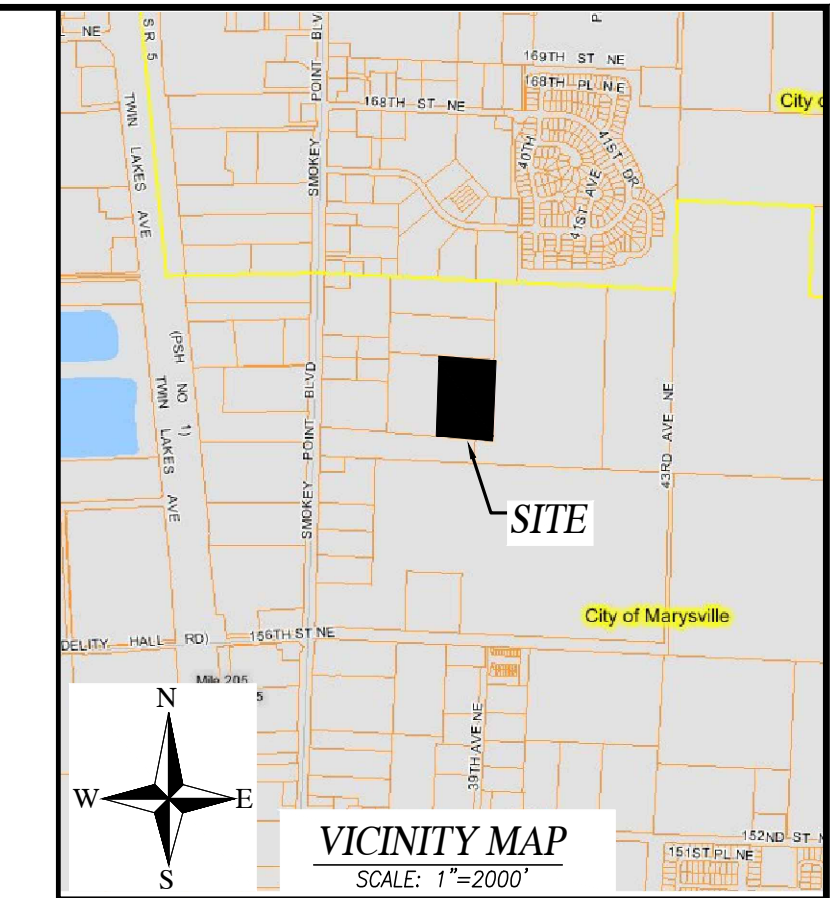 NE
S R 5
SMOKEY POINT BLV
P
169TH ST NE
168TH PL NE
168TH ST NE
City
TWIN LAKES AVE
40TH
41ST DR
41ST AVE
(PSH NO 1)
TWIN LAKES AVE
SMOKEY POINT BLVD
43RD AVE NE
SITE
City of Marysville
DELITY HALL RD)
156TH ST NE
Mile 205
5
39TH AVE NE
N
W
E
S
VICINITY MAP
SCALE: 1"=2000'
152ND ST
151ST PL NE